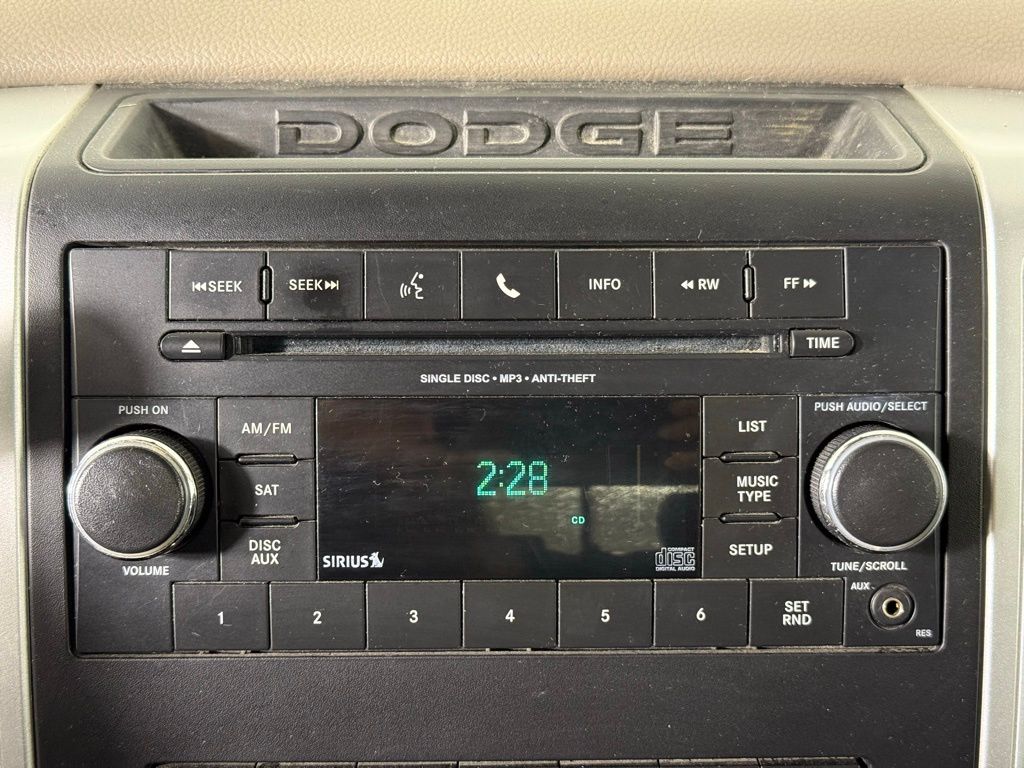 DODGE
SEEK
SEEK
INFO
RW
FF
TIME
SINGLE DISC • MP3 • ANTI-THEFT
PUSH ON
AM/FM
LIST
PUSH AUDIO/SELECT
2:28
SAT
MUSIC
TYPE
CD
DISC
AUX
SIRIUS
COMPACT
disc
DIGITAL AUDIO
SETUP
VOLUME
TUNE/SCROLL
1
2
3
4
5
6
SET
RND
AUX
RES